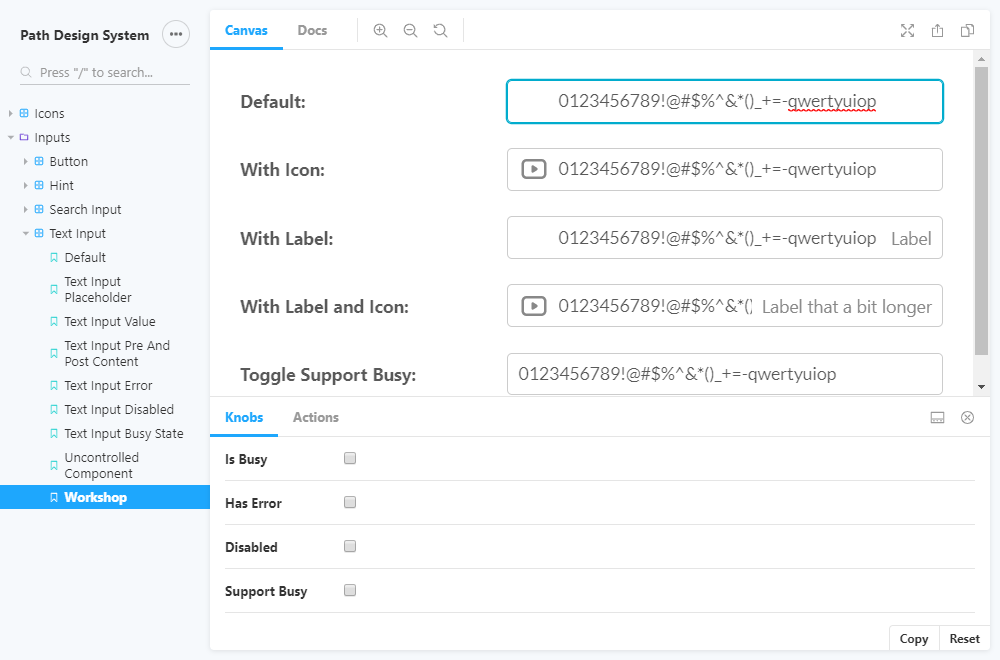 Path Design System
Press "/" to search...
Icons
Inputs
Button
Hint
Search Input
Text Input
Default
Text Input
Placeholder
Text Input Value
Text Input Pre And
Post Content
Text Input Error
Text Input Disabled
Text Input Busy State
Uncontrolled
Component
Workshop
Canvas Docs
Default: 0123456789!@#$%^&*()_+=-qwertyuiop
With Icon: 0123456789!@#$%^&*()_+=-qwertyuiop
With Label: 0123456789!@#$%^&*()_+=-qwertyuiop Label
With Label and Icon: 0123456789!@#$%^&*() Label that a bit longer
Toggle Support Busy: 0123456789!@#$%^&*()_+=-qwertyuiop
Knobs Actions
Is Busy
Has Error
Disabled
Support Busy
Copy Reset